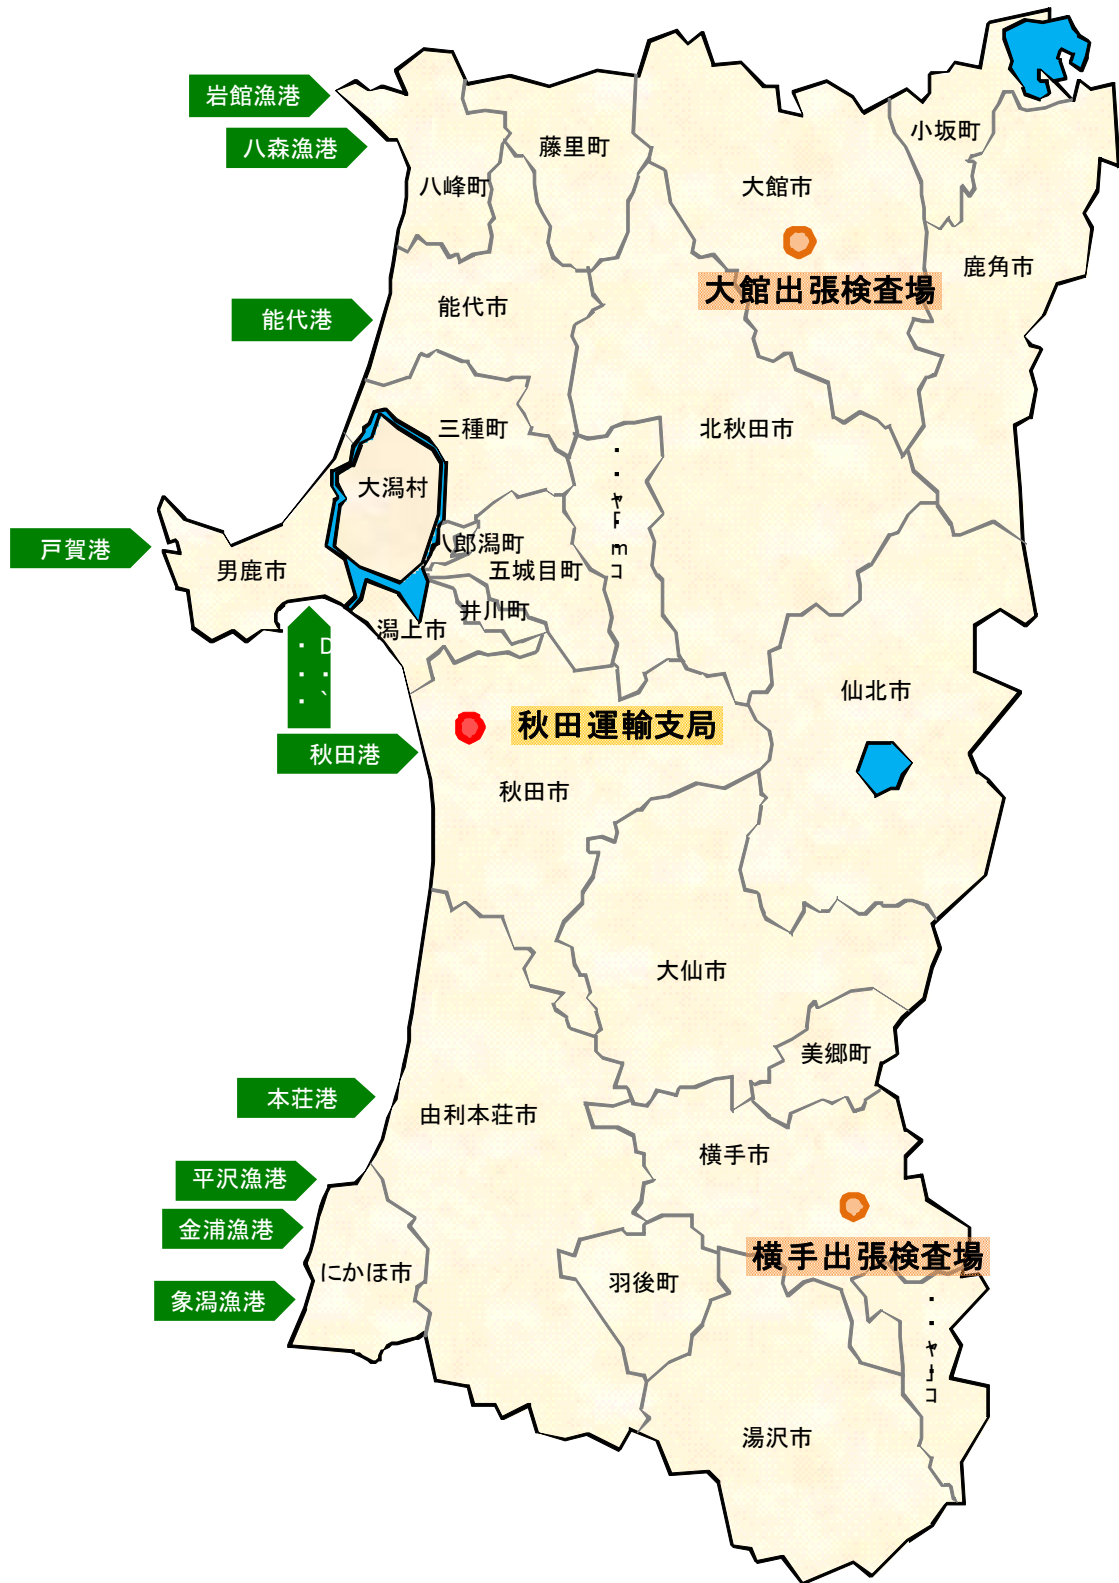 岩館漁港
八森漁港
藤里町
小坂町
八峰町
大館市
鹿角市
大館出張検査場
能代港
能代市
三種町
北秋田市
大潟村
戸賀港
男鹿市
八郎潟町
五城目町
井川町
潟上市
仙北市
秋田運輸支局
秋田港
秋田市
大仙市
美郷町
本荘港
由利本荘市
横手市
平沢漁港
金浦漁港
横手出張検査場
にかほ市
羽後町
象潟漁港
湯沢市